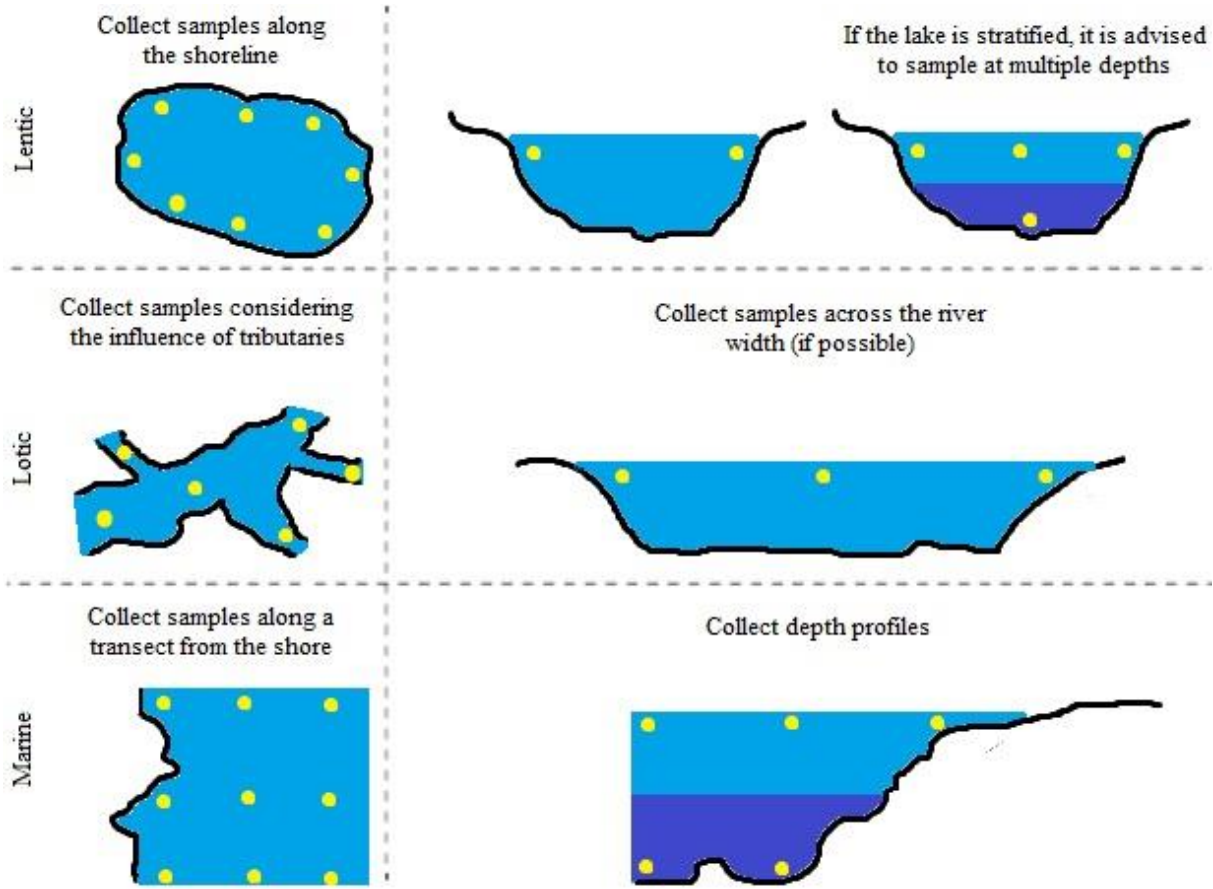 Collect samples along
the shoreline
If the lake is stratified, it is advised
to sample at multiple depths
Lentic
Collect samples considering
the influence of tributaries
Collect samples across the river
width (if possible)
Lotic
Collect samples along a
transect from the shore
Collect depth profiles
Marine